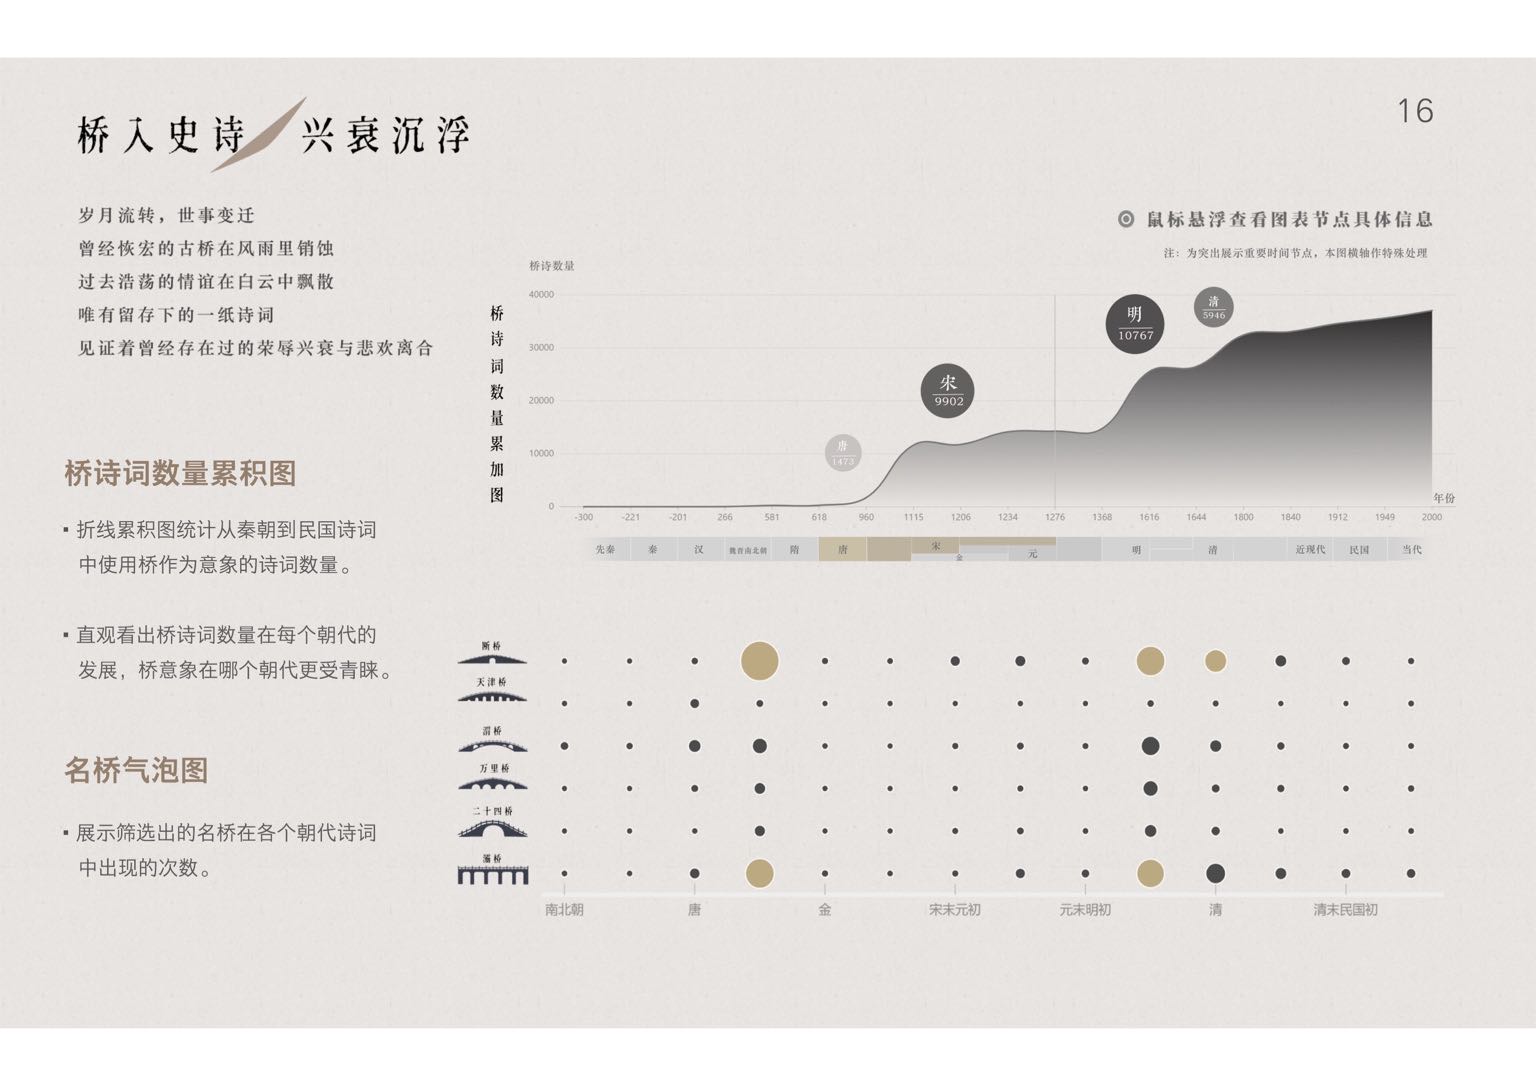 桥入史诗 兴衰沉浮
16
岁月流转，世事变迁
曾经恢宏的古桥在风雨里销蚀
过去浩荡的情谊在白云中飘散
唯有留存下的一纸诗词
见证着曾经存在过的荣辱兴衰与悲欢离合
鼠标悬浮查看图表节点具体信息
注：为突出展示重要时间节点，本图横轴作特殊处理
桥诗词数量累积图
▪ 折线累积图统计从秦朝到民国诗词
中使用桥作为意象的诗词数量。
▪ 直观看出桥诗词数量在每个朝代的
发展，桥意象在哪个朝代更受青睐。
名桥气泡图
▪ 展示筛选出的名桥在各个朝代诗词
中出现的次数。
桥诗词数量累加图
桥诗数量
40000
30000
20000
10000
0
唐
1473
宋
9902
明
10767
清
5946
年份
-300 -221 -201 266 581 618 960 1115 1206 1234 1276 1368 1616 1644 1800 1840 1912 1949 2000
先秦 秦 汉 魏晋南北朝 隋 唐 宋 金 元 明 清 近现代 民国 当代
断桥
天津桥
渭桥
万里桥
二十四桥
灞桥
南北朝 唐 金 宋末元初 元末明初 清 清末民国初